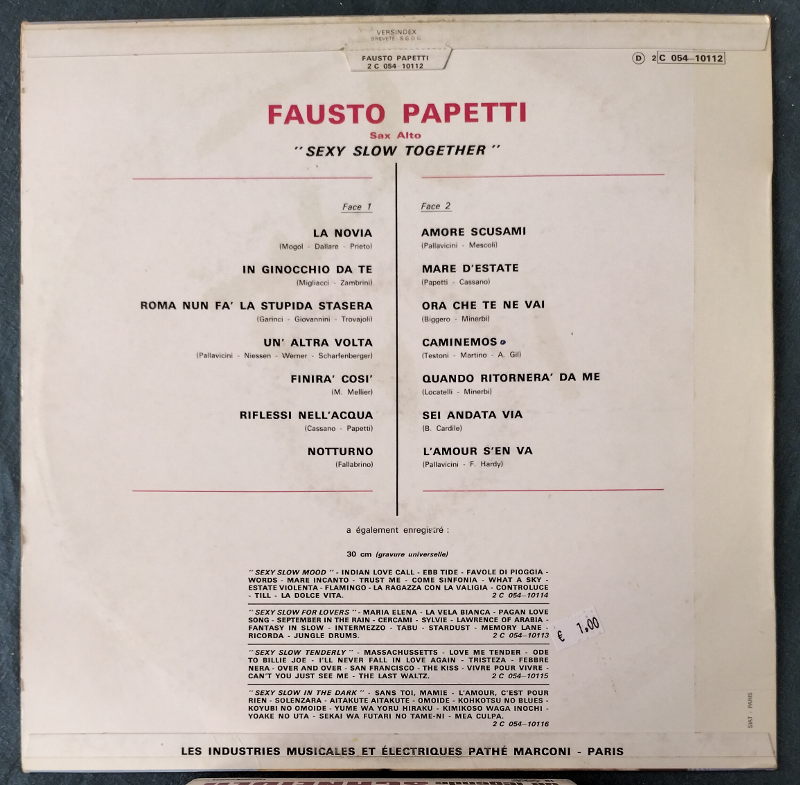 VERSINDEX
BREVETÉ S.G.D.G.
FAUSTO PAPETTI
2 C 054-10112
D 2 C 054-10112
FAUSTO PAPETTI
Sax Alto
" SEXY SLOW TOGETHER "
Face 1
LA NOVIA
(Mogol - Dallare - Prieto)
IN GINOCCHIO DA TE
(Migliacci - Zambrini)
ROMA NUN FA' LA STUPIDA STASERA
(Garinci - Giovannini - Trovajoli)
UN' ALTRA VOLTA
(Pallavicini - Niessen - Werner - Scharfenberger)
FINIRA' COSI'
(M. Mellier)
RIFLESSI NELL'ACQUA
(Cassano - Papetti)
NOTTURNO
(Fallabrino)
Face 2
AMORE SCUSAMI
(Pallavicini - Mescoli)
MARE D'ESTATE
(Papetti - Cassano)
ORA CHE TE NE VAI
(Biggero - Minerbi)
CAMINEMOS
(Testoni - Martino - A. Gil)
QUANDO RITORNERA' DA ME
(Locatelli - Minerbi)
SEI ANDATA VIA
(B. Cardile)
L'AMOUR S'EN VA
(Pallavicini - F. Hardy)
a également enregistré :
30 cm (gravure universelle)
" SEXY SLOW MOOD " - INDIAN LOVE CALL - EBB TIDE - FAVOLE DI PIOGGIA -
WORDS - MARE INCANTO - TRUST ME - COME SINFONIA - WHAT A SKY -
ESTATE VIOLENTA - FLAMINGO - LA RAGAZZA CON LA VALIGIA - CONTROLUCE
- TILL - LA DOLCE VITA. 2 C 054-10114
" SEXY SLOW FOR LOVERS " - MARIA ELENA - LA VELA BIANCA - PAGAN LOVE
SONG - SEPTEMBER IN THE RAIN - CERCAMI - SYLVIE - LAWRENCE OF ARABIA -
FANTASY IN SLOW - INTERMEZZO - TABU - STARDUST - MEMORY LANE -
RICORDA - JUNGLE DRUMS. 2 C 054-10113
" SEXY SLOW TENDERLY " - MASSACHUSSETTS - LOVE ME TENDER - ODE
TO BILLIE JOE - I'LL NEVER FALL IN LOVE AGAIN - TRISTEZA - FEBBRE
NERA - OVER AND OVER - SAN FRANCISCO - THE KISS - VIVRE POUR VIVRE -
CAN'T YOU JUST SEE ME - THE LAST WALTZ. 2 C 054-10115
" SEXY SLOW IN THE DARK " - SANS TOI, MAMIE - L'AMOUR, C'EST POUR
RIEN - SOLENZARA - AITAKUTE AITAKUTE - OMOIDE - KOHKOTSU NO BLUES -
KOYUBI NO OMOIDE - YUME WA YORU HIRAKU - KIMIKOSO WAGA INOCHI -
YOAKE NO UTA - SEKAI WA FUTARI NO TAME-NI - MEA CULPA.
2 C 054-10116
€ 1,00
SIAT - PARIS
LES INDUSTRIES MUSICALES ET ÉLECTRIQUES PATHÉ MARCONI - PARIS
SCHNEIDER